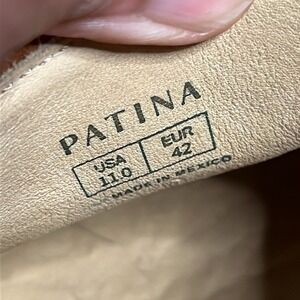 PATINA
USA EUR
11.0 42
MADE IN MEXICO